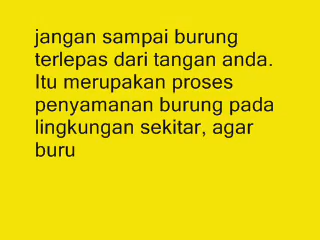 jangan sampai burung
terlepas dari tangan anda.
Itu merupakan proses
penyamanan burung pada
lingkungan sekitar, agar
buru